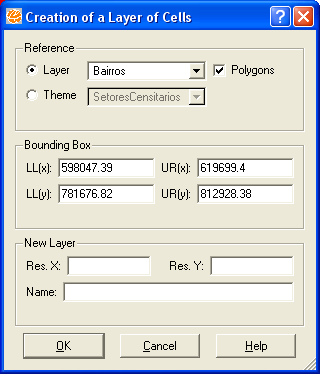 Creation of a Layer of Cells
Reference
Layer Bairros Polygons
Theme SetoresCensitarios
Bounding Box
LL(x): 598047.39 UR(x): 619699.4
LL(y): 781676.82 UR(y): 812928.38
New Layer
Res. X: Res. Y:
Name:
OK Cancel Help